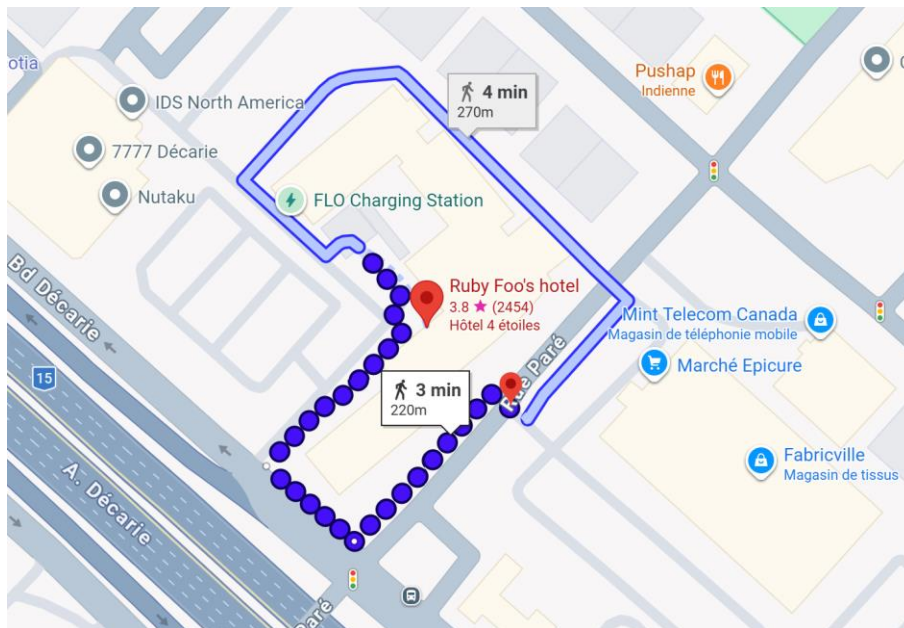 otia
IDS North America
7777 Décarie
Nutaku
4 min
270m
Pushap
Indienne
FLO Charging Station
Ruby Foo's hotel
3.8 ★ (2454)
Hôtel 4 étoiles
Bd Décarie
15
A. Décarie
3 min
220m
Rue Paré
Mint Telecom Canada
Magasin de téléphonie mobile
Marché Epicure
Fabricville
Magasin de tissus
Paré